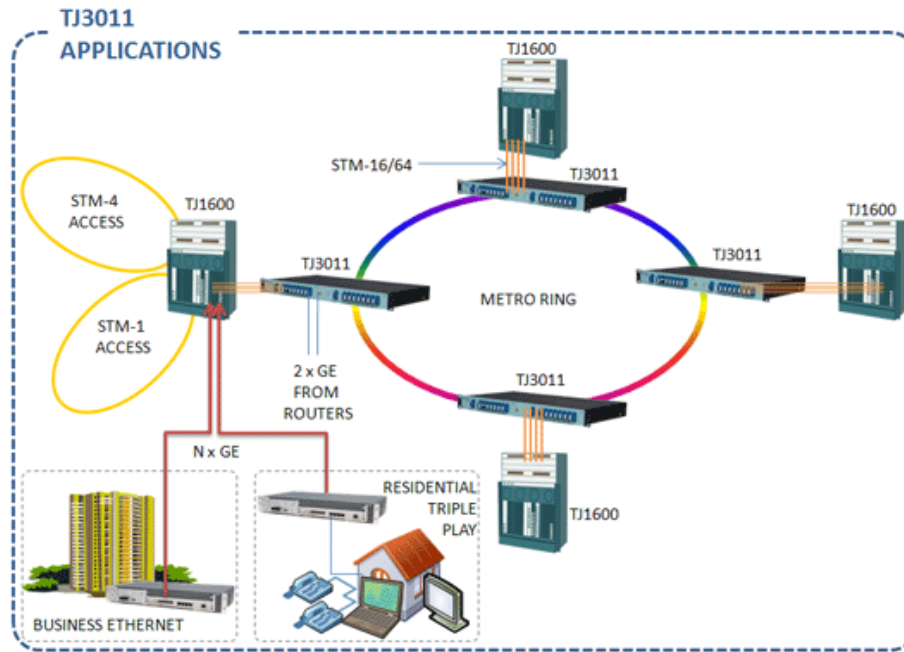 TJ3011
APPLICATIONS
TJ1600
STM-16/64
TJ3011
STM-4
ACCESS
TJ1600
TJ1600
TJ3011
TJ3011
METRO RING
STM-1
ACCESS
2 x GE
FROM
ROUTERS
TJ3011
N x GE
RESIDENTIAL
TRIPLE
PLAY
TJ1600
BUSINESS ETHERNET